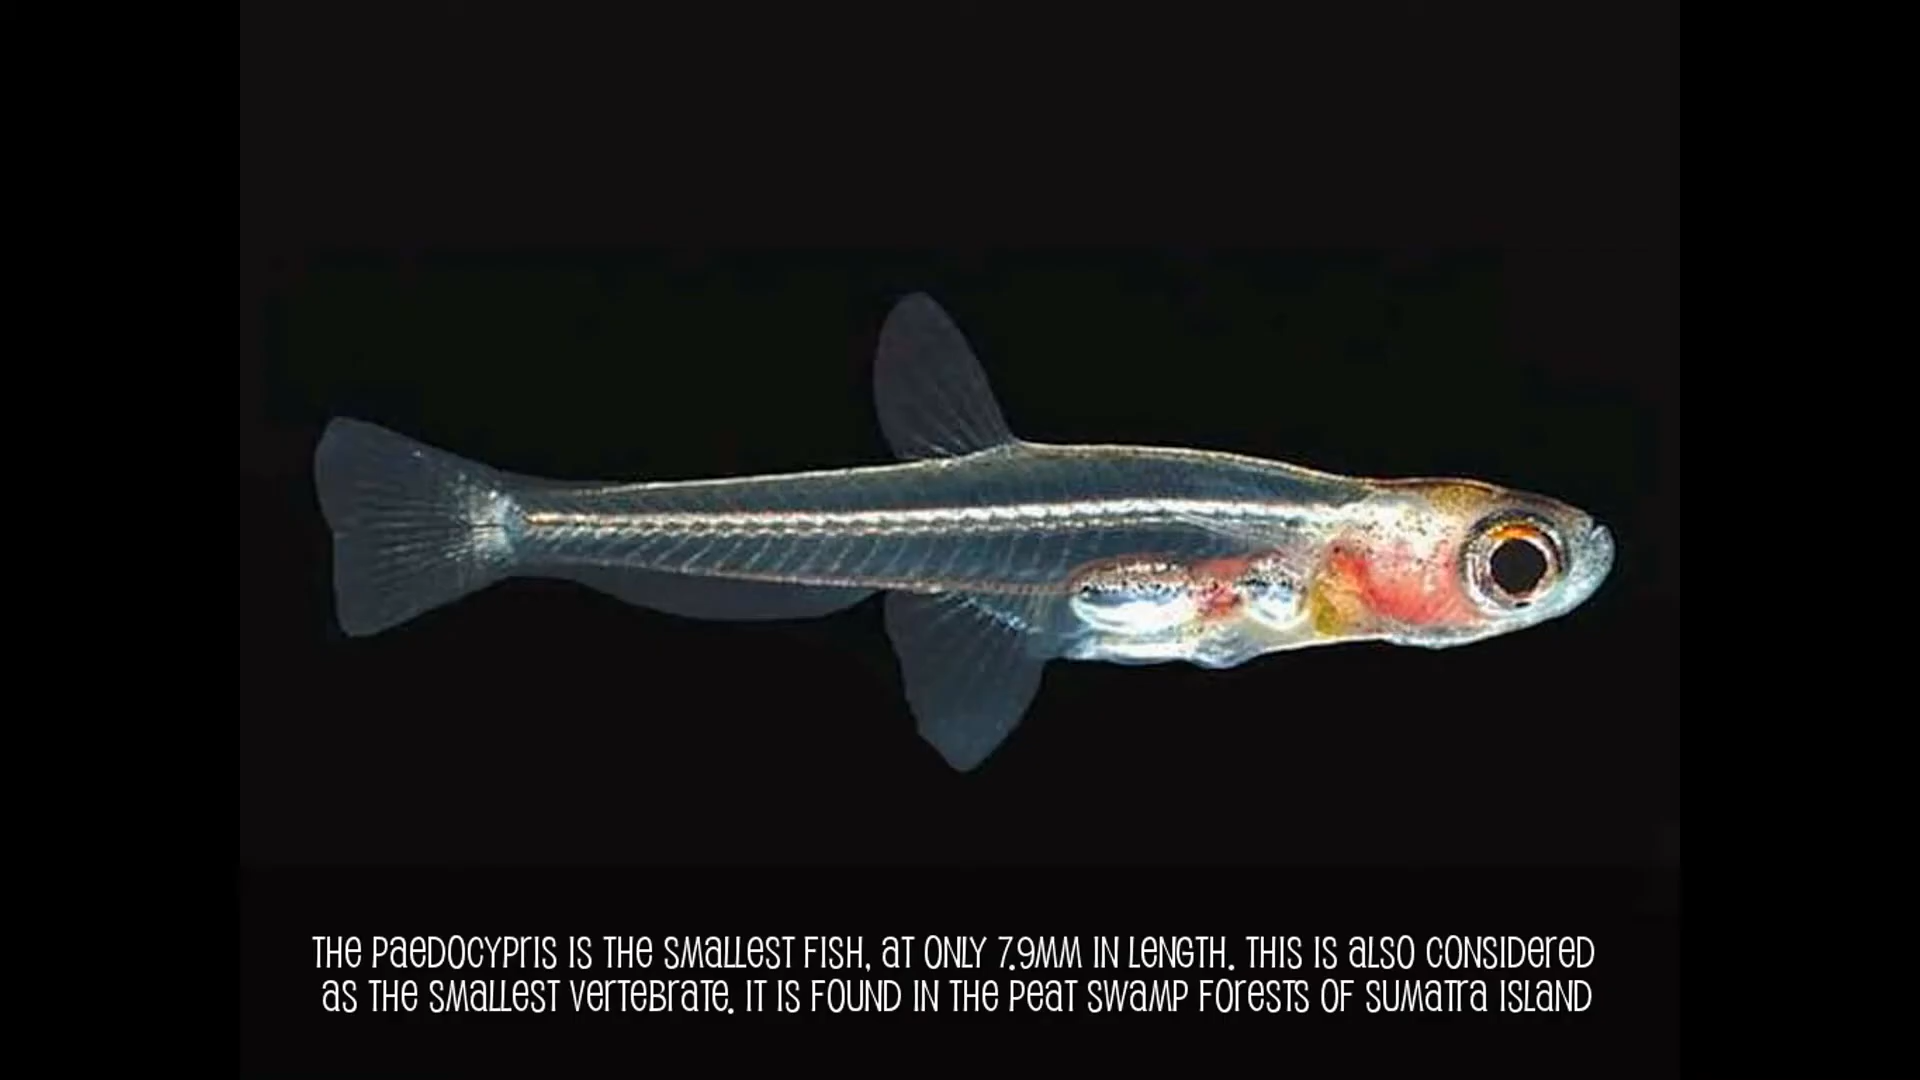 THE PAEDOCYPRIS IS THE SMALLEST FISH, AT ONLY 7.9MM IN LENGTH. THIS IS ALSO CONSIDERED
AS THE SMALLEST VERTEBRATE. IT IS FOUND IN THE PEAT SWAMP FORESTS OF SUMATRA ISLAND